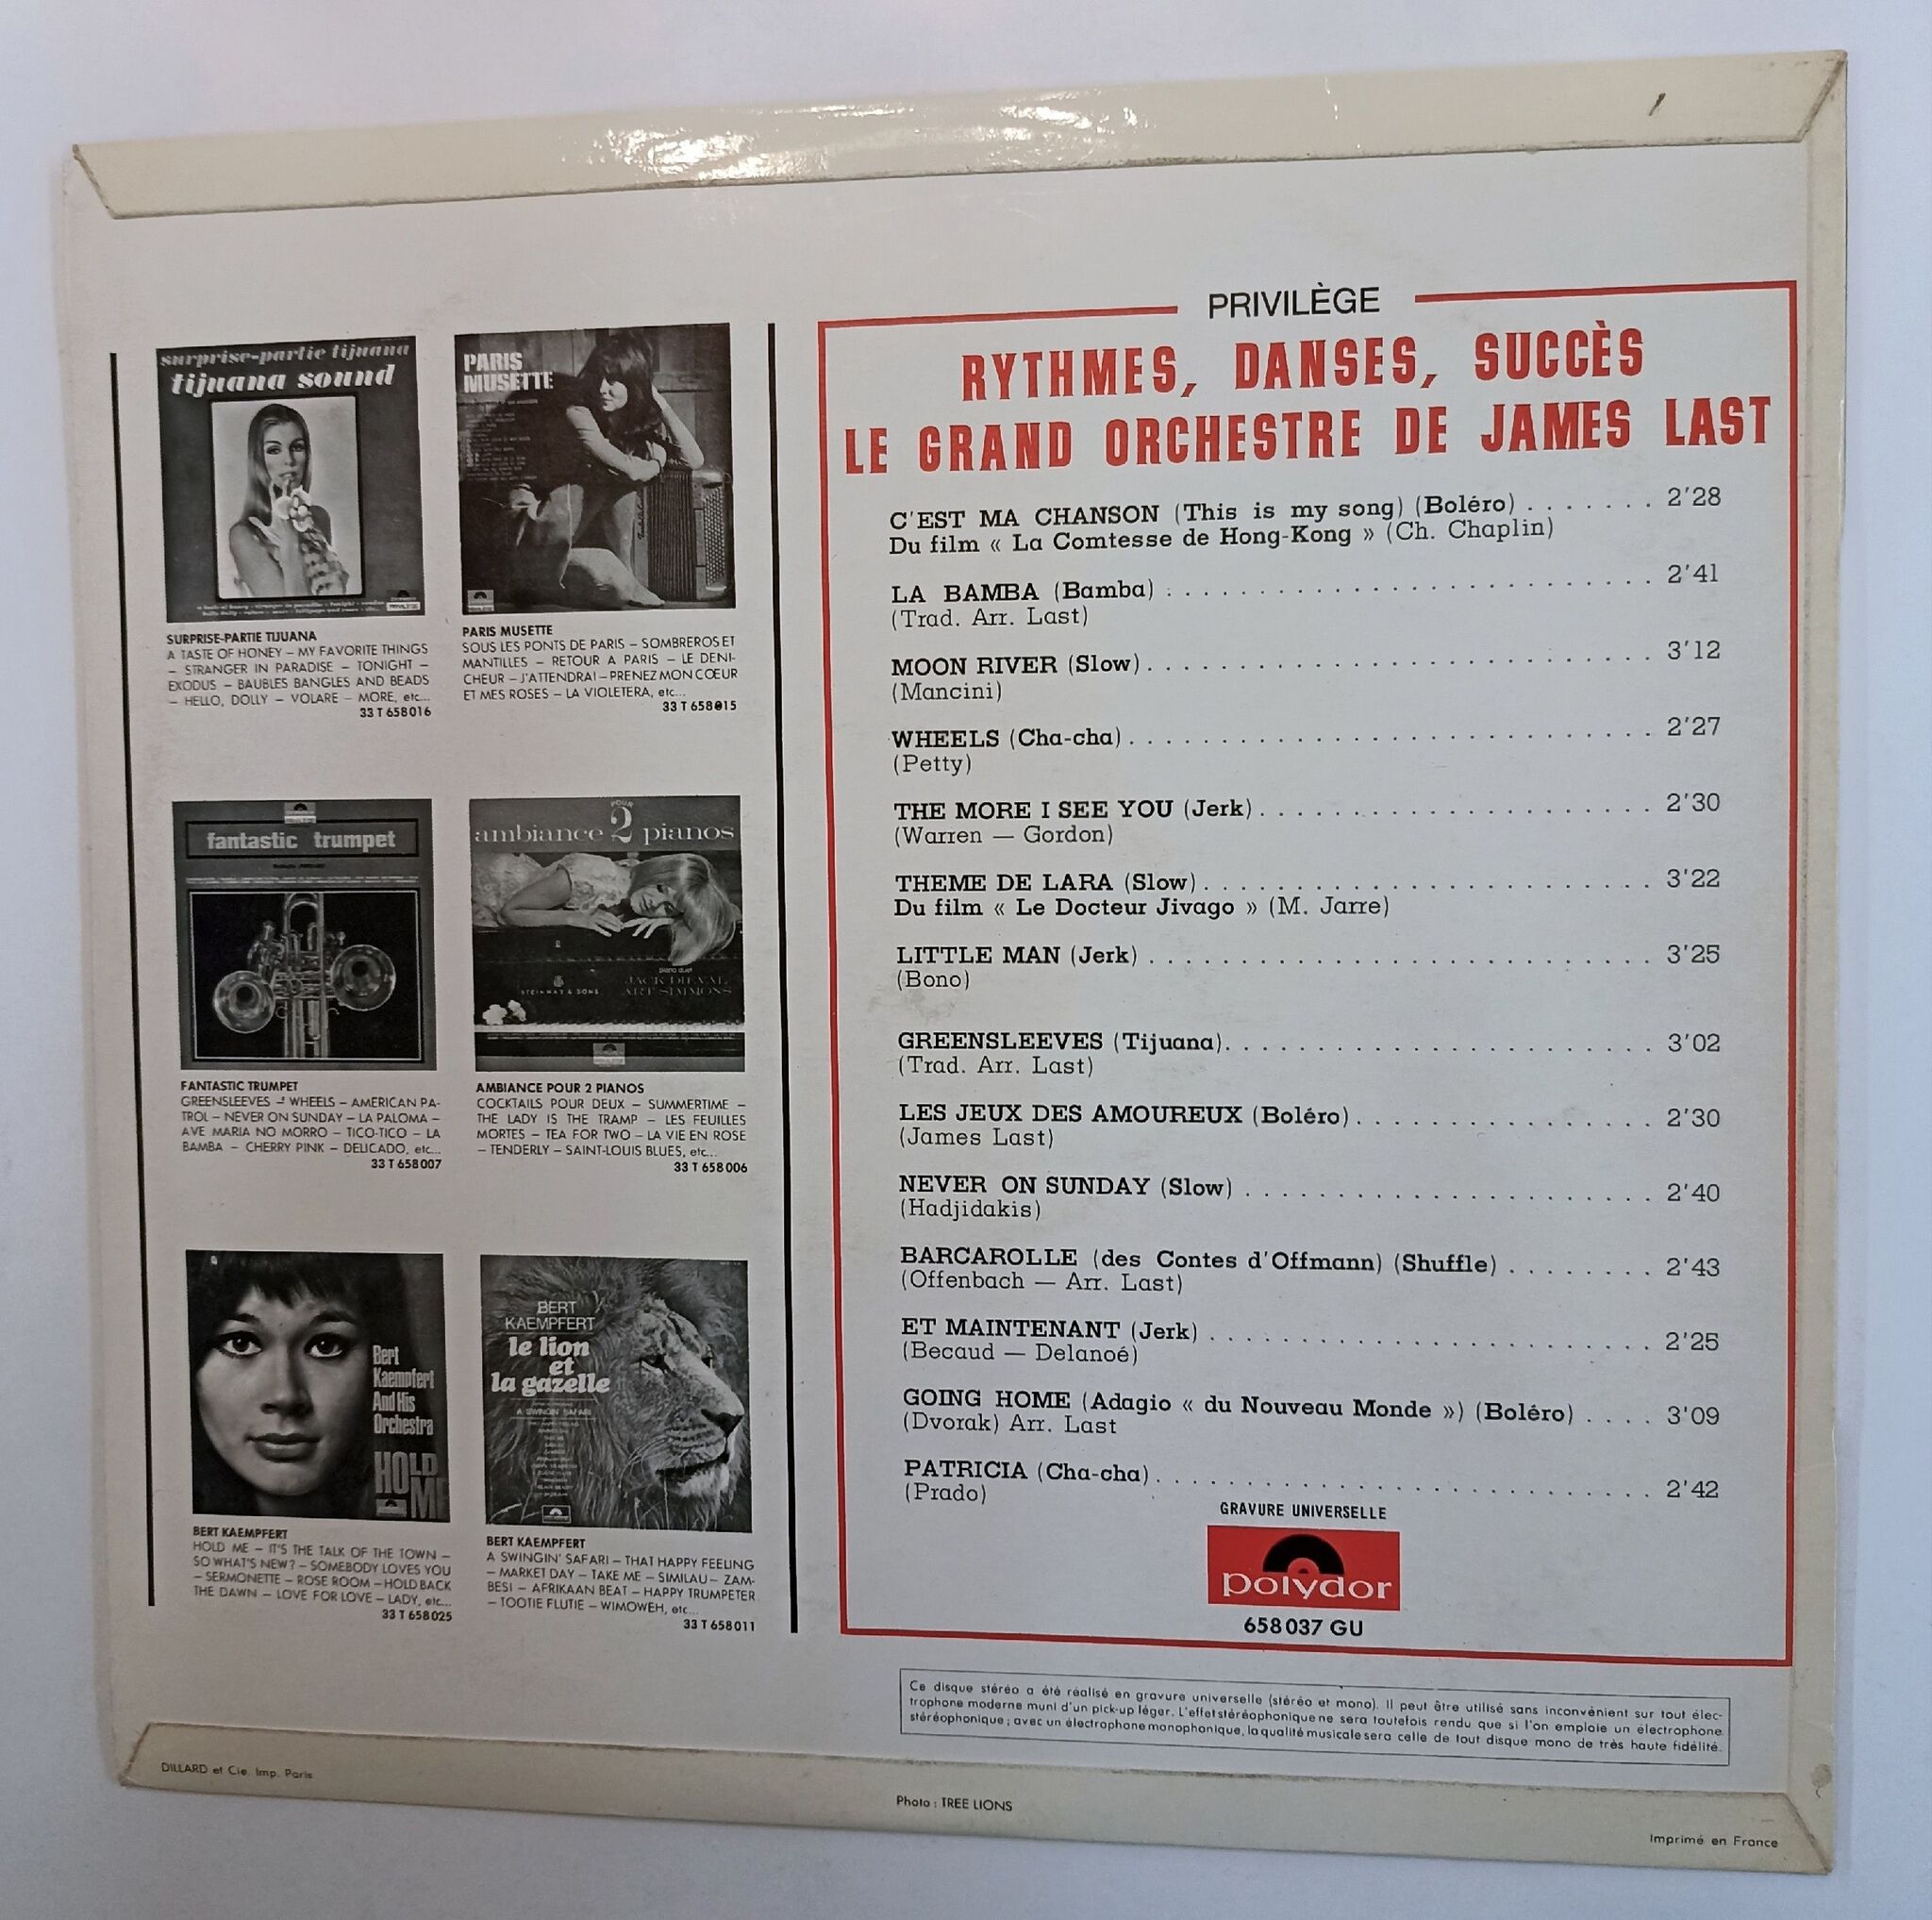 surprise-partie tijuana
tijuana sound
SURPRISE-PARTIE TIJUANA
A TASTE OF HONEY – MY FAVORITE THINGS
– STRANGER IN PARADISE – TONIGHT –
EXODUS – BAUBLES BANGLES AND BEADS
– HELLO, DOLLY – VOLARE – MORE, etc...
33 T 658016
PARIS
MUSETTE
PARIS MUSETTE
SOUS LES PONTS DE PARIS – SOMBREROS ET
MANTILLES – RETOUR A PARIS – LE DENI-
CHEUR – J'ATTENDRAI – PRENEZ MON CŒUR
ET MES ROSES – LA VIOLETERA, etc...
33 T 658015
fantastic trumpet
FANTASTIC TRUMPET
GREENSLEEVES – WHEELS – AMERICAN PA-
TROL – NEVER ON SUNDAY – LA PALOMA –
AVE MARIA NO MORRO – TICO-TICO – LA
BAMBA – CHERRY PINK – DELICADO, etc...
33 T 658007
POUR
ambiance 2 pianos
piano duet
JACK DIEVAL
ART SIMMONS
STEINWAY & SONS
AMBIANCE POUR 2 PIANOS
COCKTAILS POUR DEUX – SUMMERTIME –
THE LADY IS THE TRAMP – LES FEUILLES
MORTES – TEA FOR TWO – LA VIE EN ROSE
– TENDERLY – SAINT-LOUIS BLUES, etc...
33 T 658006
Bert
Kaempfert
And His
Orchestra
HOLD
ME
BERT KAEMPFERT
HOLD ME – IT'S THE TALK OF THE TOWN –
SO WHAT'S NEW? – SOMEBODY LOVES YOU
– SERMONETTE – ROSE ROOM – HOLD BACK
THE DAWN – LOVE FOR LOVE – LADY, etc...
33 T 658025
BERT
KAEMPFERT
le lion
et
la gazelle
A SWINGIN' SAFARI
BERT KAEMPFERT
A SWINGIN' SAFARI – THAT HAPPY FEELING
– MARKET DAY – TAKE ME – SIMILAU – ZAM-
BESI – AFRIKAAN BEAT – HAPPY TRUMPETER
– TOOTIE FLUTIE – WIMOWEH, etc...
33 T 658011
PRIVILÈGE
RYTHMES, DANSES, SUCCÈS
LE GRAND ORCHESTRE DE JAMES LAST
C'EST MA CHANSON (This is my song) (Boléro) . . . . . . . 2'28
Du film « La Comtesse de Hong-Kong » (Ch. Chaplin)
LA BAMBA (Bamba) . . . . . . . 2'41
(Trad. Arr. Last)
MOON RIVER (Slow) . . . . . . . 3'12
(Mancini)
WHEELS (Cha-cha) . . . . . . . 2'27
(Petty)
THE MORE I SEE YOU (Jerk) . . . . . . . 2'30
(Warren — Gordon)
THEME DE LARA (Slow) . . . . . . . 3'22
Du film « Le Docteur Jivago » (M. Jarre)
LITTLE MAN (Jerk) . . . . . . . 3'25
(Bono)
GREENSLEEVES (Tijuana) . . . . . . . 3'02
(Trad. Arr. Last)
LES JEUX DES AMOUREUX (Boléro) . . . . . . . 2'30
(James Last)
NEVER ON SUNDAY (Slow) . . . . . . . 2'40
(Hadjidakis)
BARCAROLLE (des Contes d'Offmann) (Shuffle) . . . . . . . 2'43
(Offenbach — Arr. Last)
ET MAINTENANT (Jerk) . . . . . . . 2'25
(Becaud — Delanoé)
GOING HOME (Adagio « du Nouveau Monde ») (Boléro) . . . . 3'09
(Dvorak) Arr. Last
PATRICIA (Cha-cha) . . . . . . . 2'42
(Prado)
GRAVURE UNIVERSELLE
polydor
658 037 GU
Ce disque stéréo a été réalisé en gravure universelle (stéréo et mono). Il peut être utilisé sans inconvénient sur tout élec-
trophone moderne muni d'un pick-up léger. L'effet stéréophonique ne sera toutefois rendu que si l'on emploie un électrophone
stéréophonique ; avec un électrophone monophonique, la qualité musicale sera celle de tout disque mono de très haute fidélité.
DILLARD et Cie. Imp. Paris
Photo : TREE LIONS
Imprimé en France